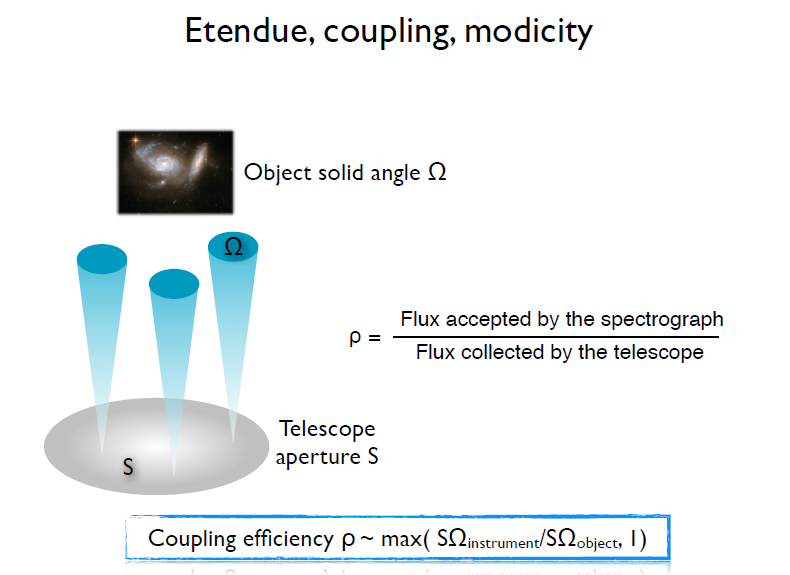 Etendue, coupling, modicity
Object solid angle Ω
Ω
Flux accepted by the spectrograph
ρ =
Flux collected by the telescope
Telescope
aperture S
S
Coupling efficiency ρ ~ max( SΩinstrument/SΩobject, 1)